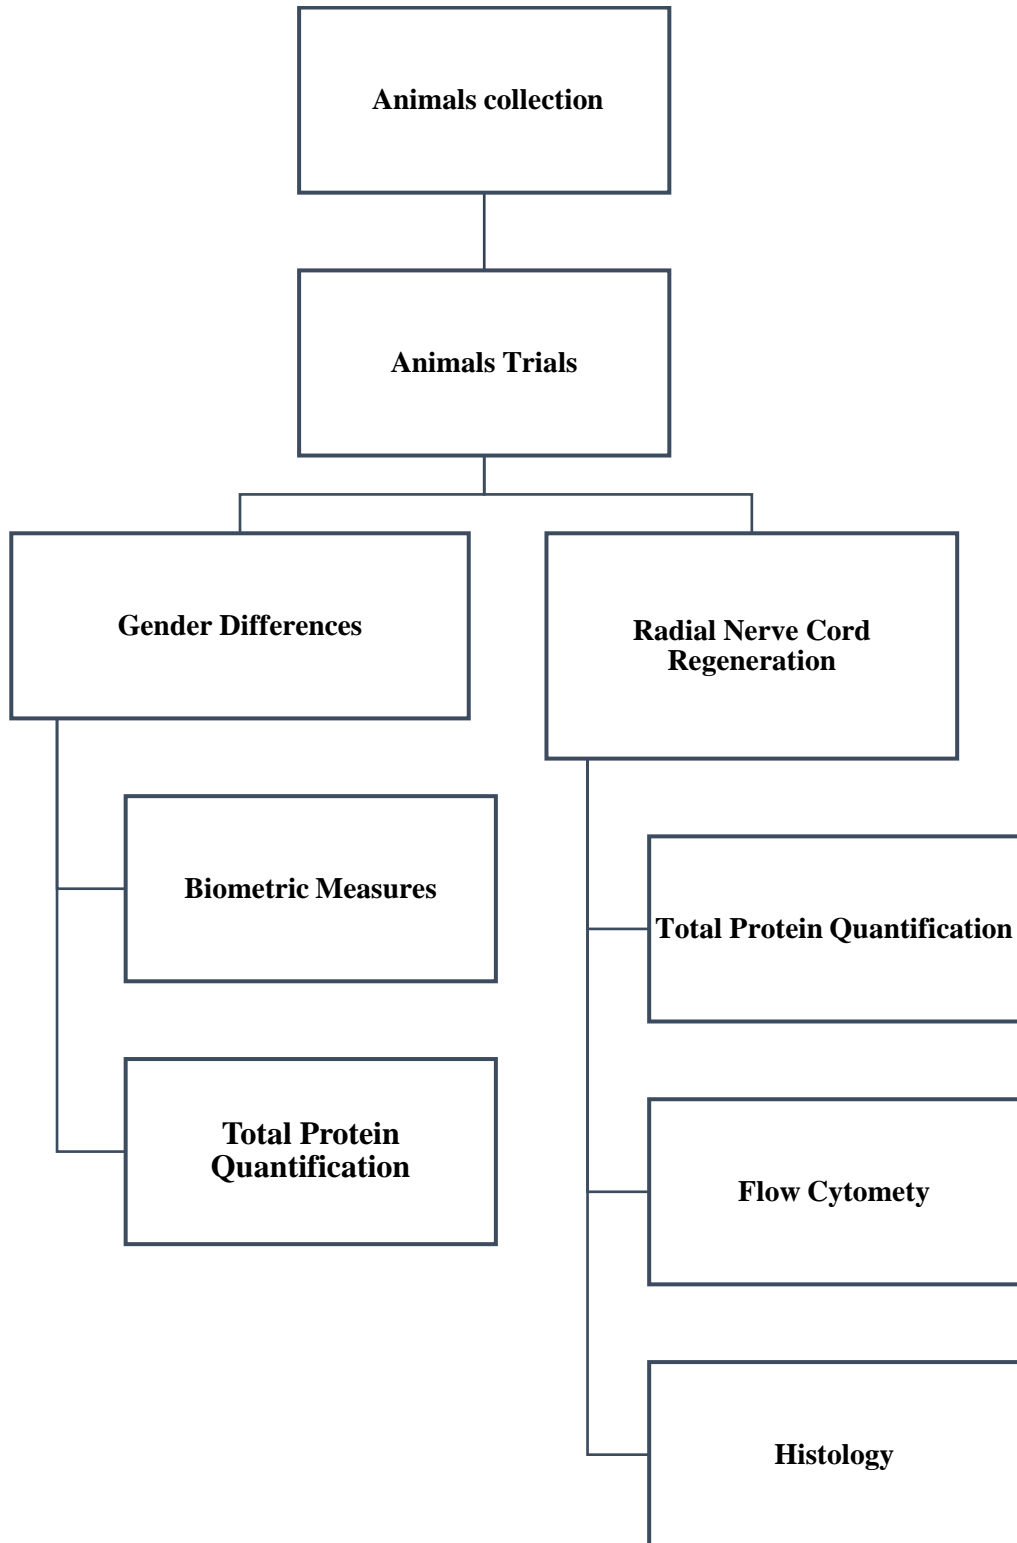 Animals collection
Animals Trials
Gender Differences
Radial Nerve Cord
Regeneration
Biometric Measures
Total Protein Quantification
Total Protein
Quantification
Flow Cytomety
Histology